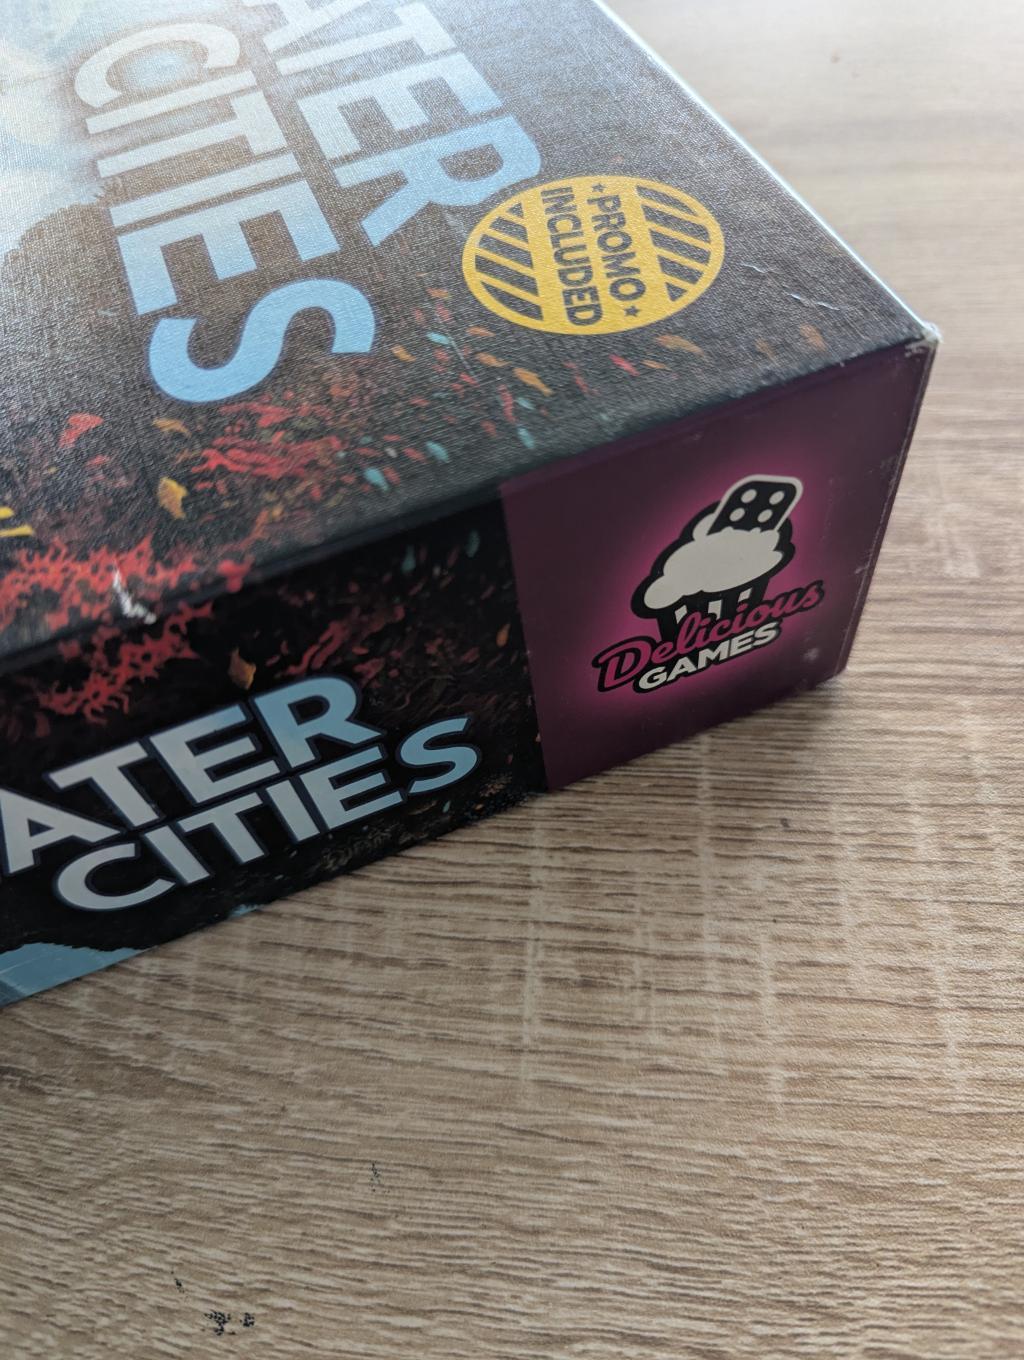 ATER
CITIES
PROMO
INCLUDED
ATER
CITIES
Delicious
GAMES